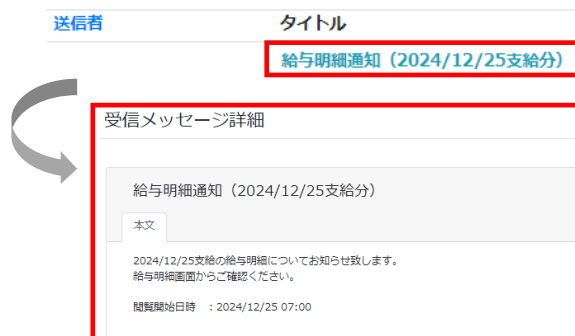 送信者 タイトル
給与明細通知（2024/12/25支給分）
受信メッセージ詳細
給与明細通知（2024/12/25支給分）
本文
2024/12/25支給の給与明細についてお知らせ致します。
給与明細画面からご確認ください。
閲覧開始日時　：2024/12/25 07:00